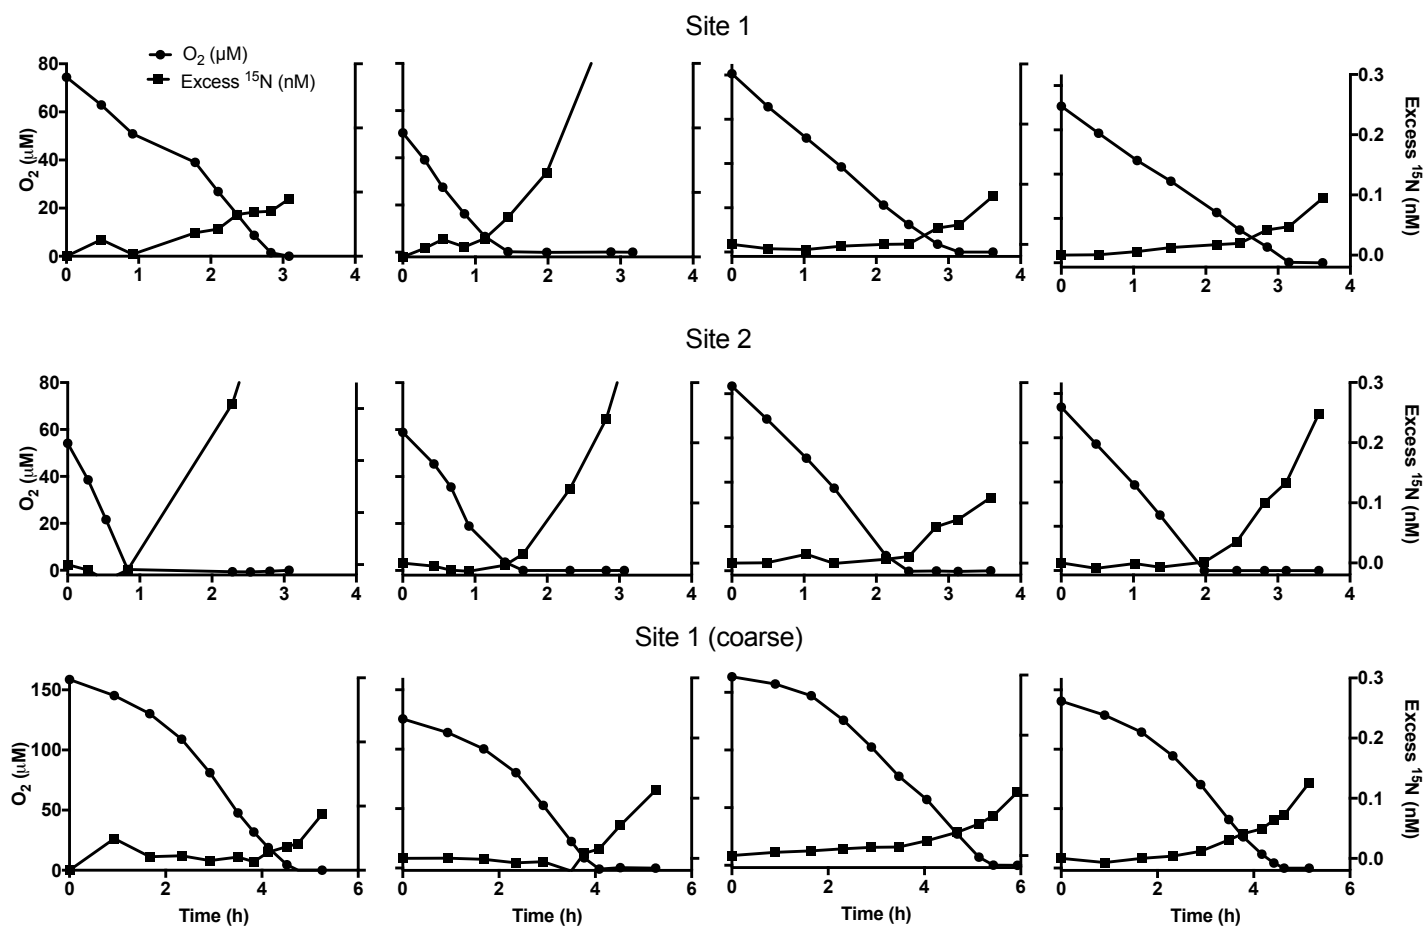 Site 1
O2 (µM)
Excess 15N (nM)
80
60
40
20
0
O2 (µM)
0 1 2 3 4
0 1 2 3 4
0 1 2 3 4
0 1 2 3 4
0.3
0.2
0.1
0.0
Excess 15N (nM)
Site 2
80
60
40
20
0
O2 (µM)
0 1 2 3 4
0 1 2 3 4
0 1 2 3 4
0 1 2 3 4
0.3
0.2
0.1
0.0
Excess 15N (nM)
Site 1 (coarse)
150
100
50
0
O2 (µM)
0 2 4 6
0 2 4 6
0 2 4 6
0 2 4 6
0.3
0.2
0.1
0.0
Excess 15N (nM)
Time (h)
Time (h)
Time (h)
Time (h)